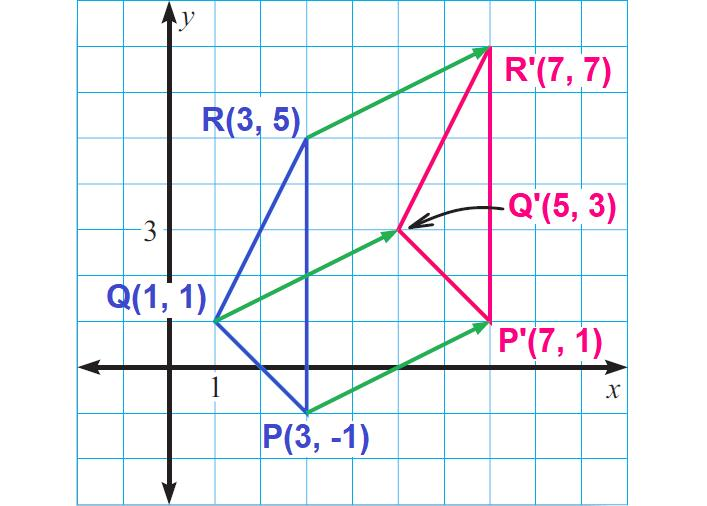 y
R'(7, 7)
R(3, 5)
Q'(5, 3)
3
Q(1, 1)
P'(7, 1)
1
x
P(3, -1)